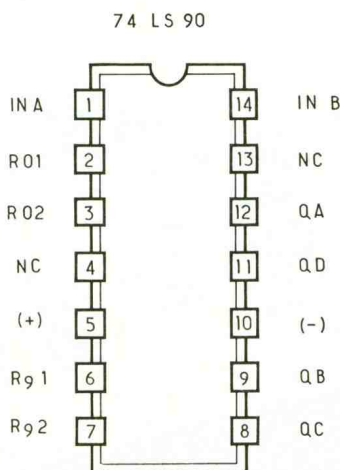 74 LS 90
INA 1 14 IN B
R01 2 13 NC
R02 3 12 QA
NC 4 11 QD
(+) 5 10 (-)
Rg1 6 9 QB
Rg2 7 8 QC